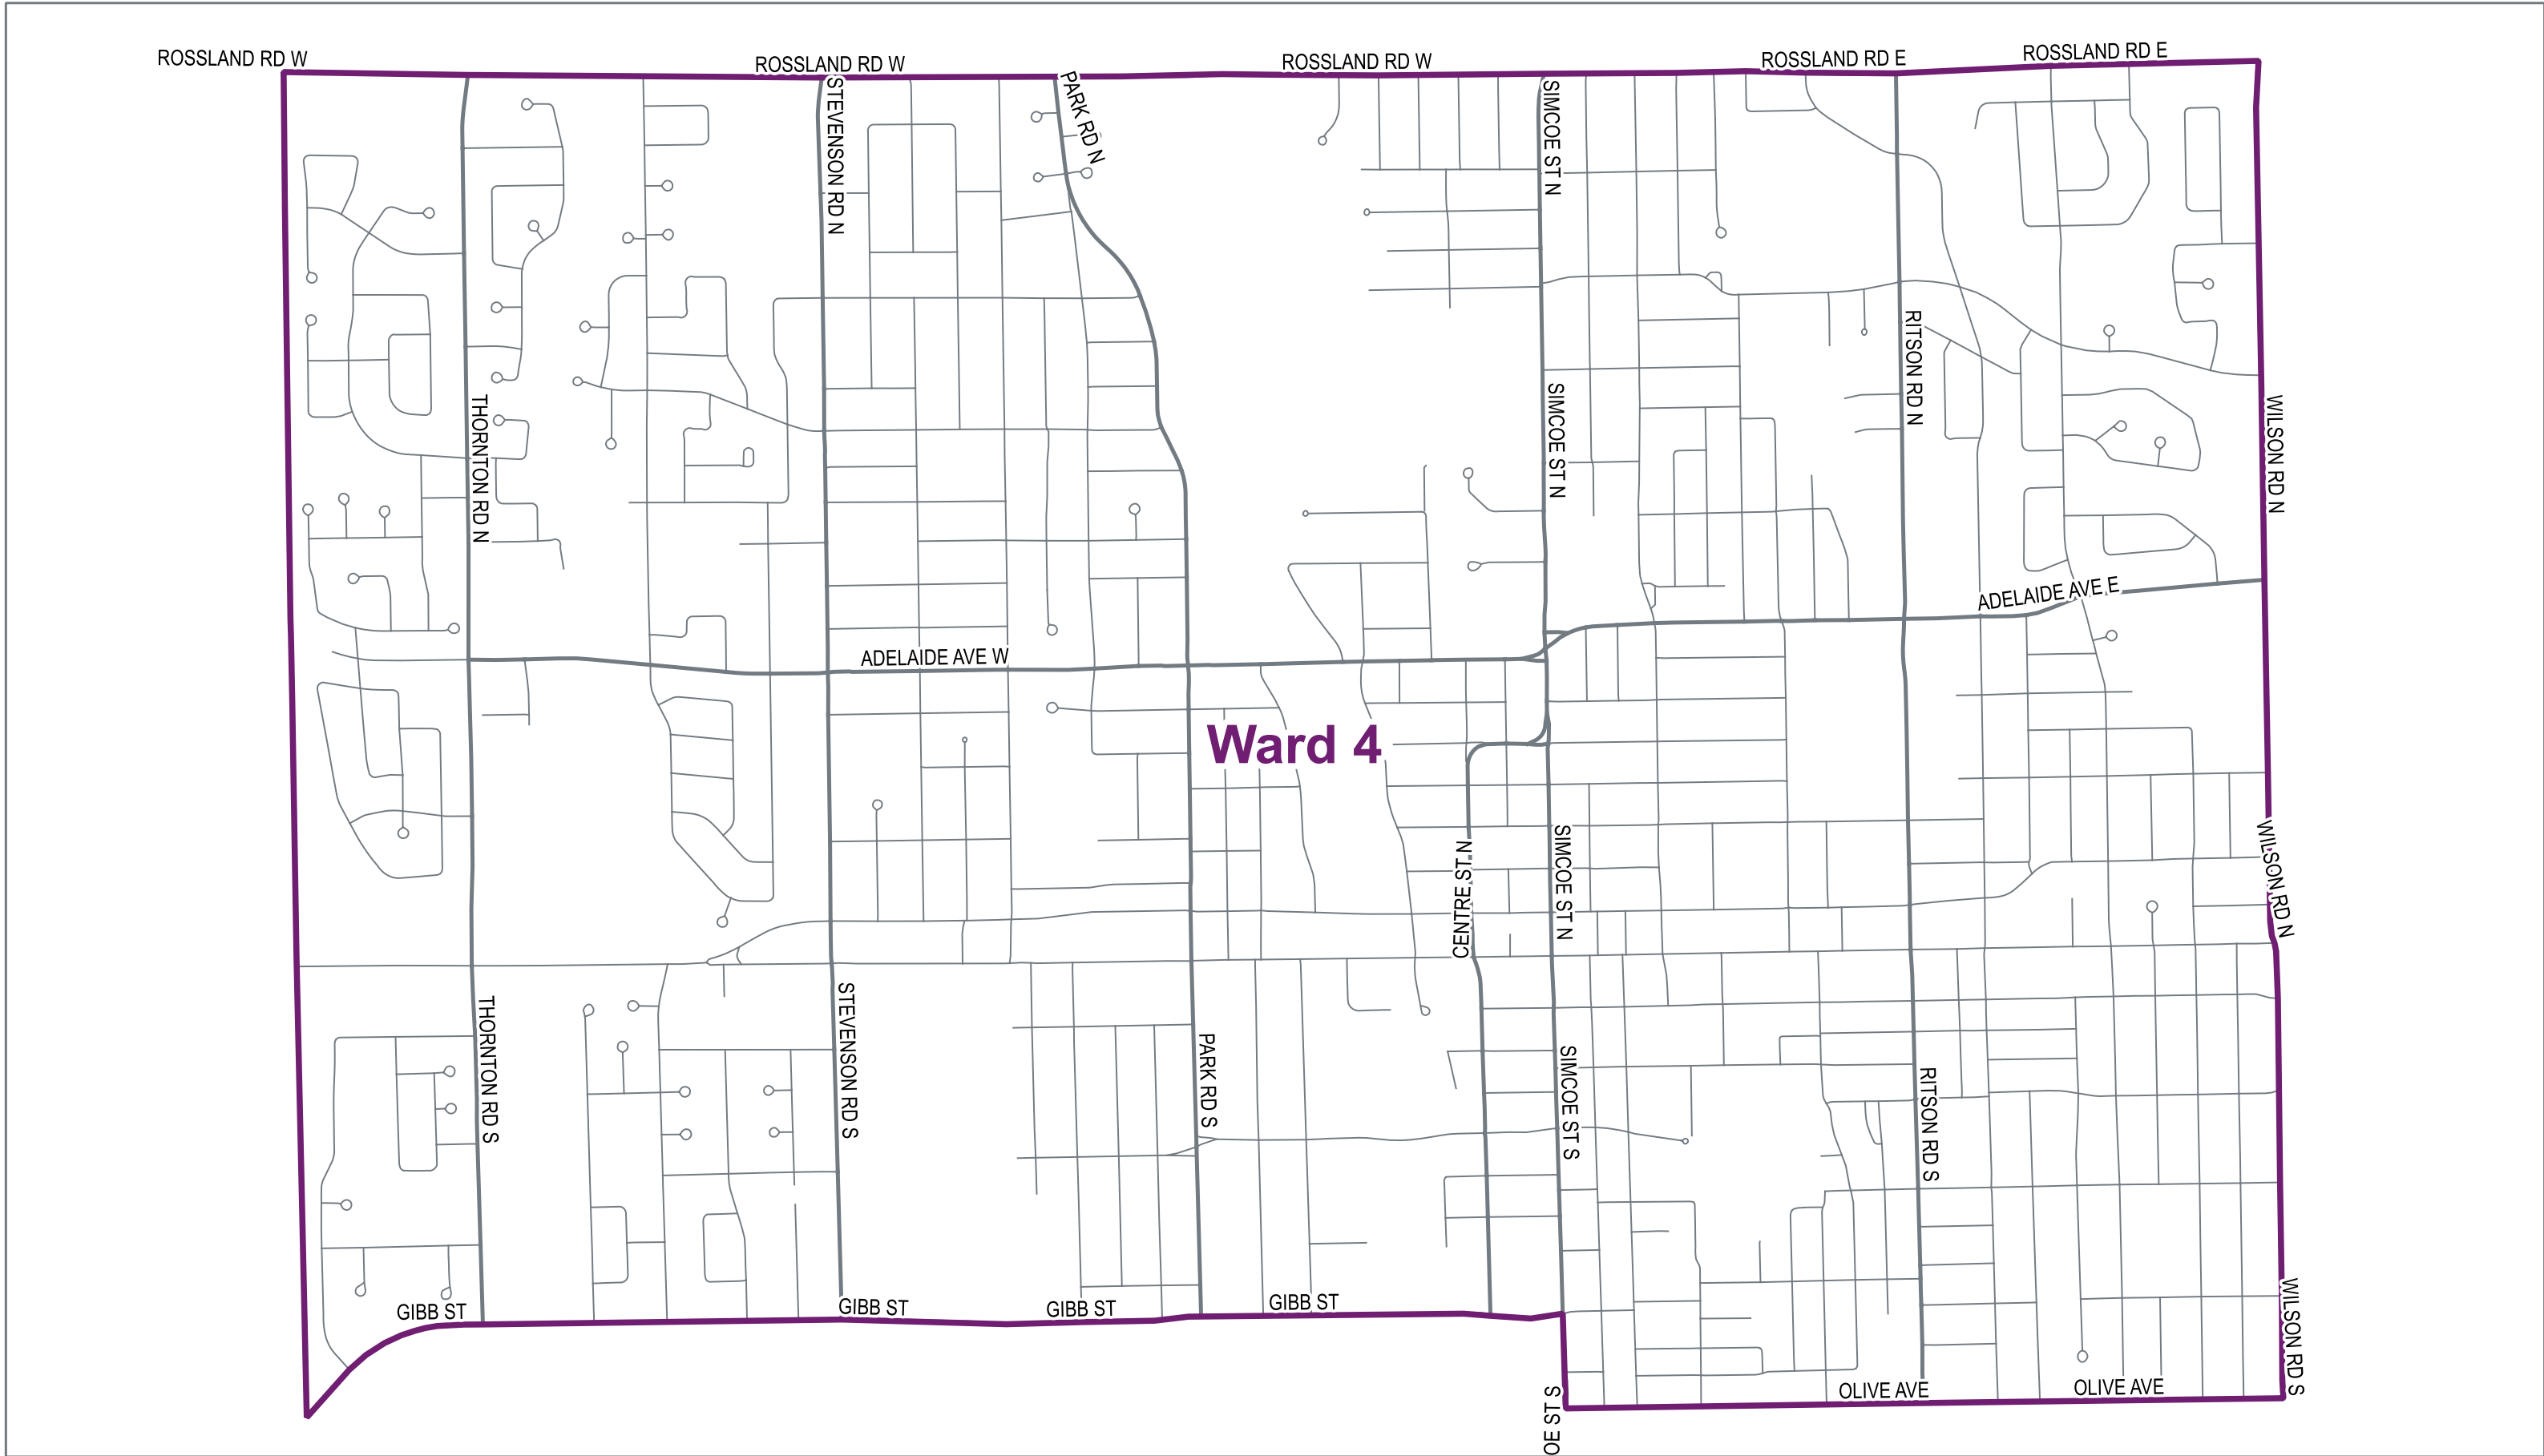 ROSSLAND RD W
ROSSLAND RD W
ROSSLAND RD W
ROSSLAND RD E
ROSSLAND RD E
STEVENSON RD N
PARK RD N
SIMCOE ST N
RITSON RD N
THORNTON RD N
SIMCOE ST N
WILSON RD N
ADELAIDE AVE E
ADELAIDE AVE W
Ward 4
CENTRE ST N
SIMCOE ST N
WILSON RD N
THORNTON RD S
STEVENSON RD S
PARK RD S
SIMCOE ST S
RITSON RD S
GIBB ST
GIBB ST
GIBB ST
GIBB ST
WILSON RD S
OLIVE AVE
OLIVE AVE
OE ST S